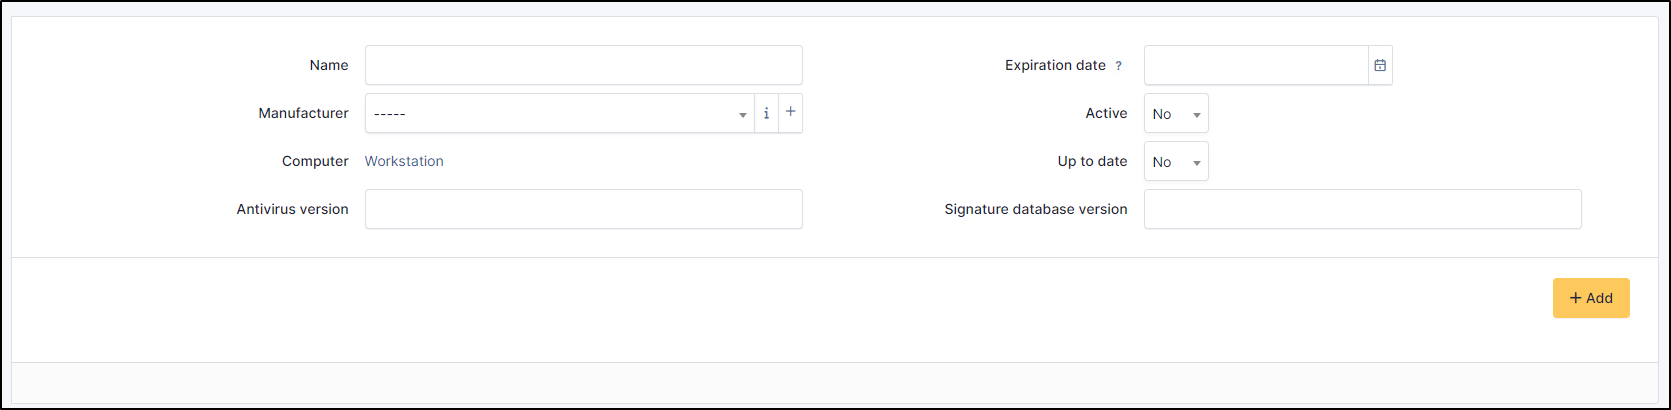 Name
Expiration date ?
Manufacturer ----- i +
Active No
Computer Workstation
Up to date No
Antivirus version
Signature database version
+ Add